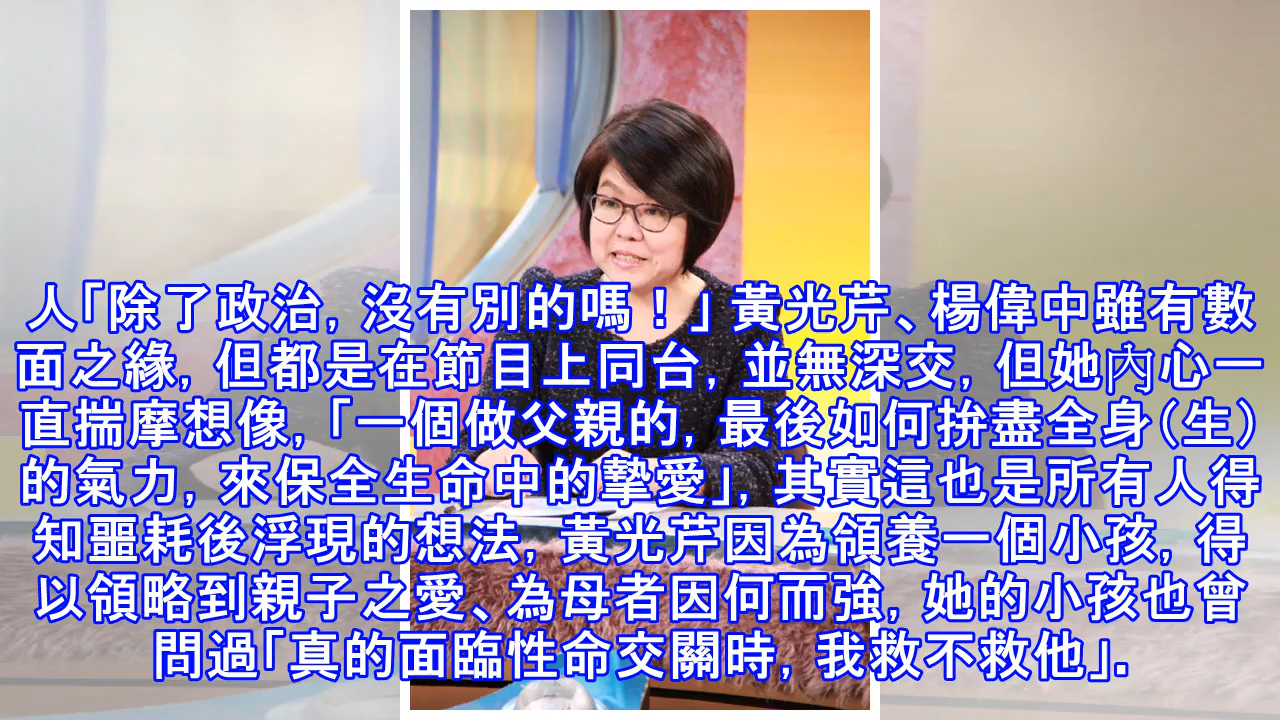 人「除了政治, 沒有別的嗎！」黃光芹、楊偉中雖有數
面之緣, 但都是在節目上同台, 並無深交, 但她內心一
直揣摩想像,「一個做父親的, 最後如何拚盡全身(生)
的氣力, 來保全生命中的摯愛」, 其實這也是所有人得
知噩耗後浮現的想法, 黃光芹因為領養一個小孩, 得
以領略到親子之愛、為母者因何而強, 她的小孩也曾
問過「真的面臨性命交關時, 我救不救他」.